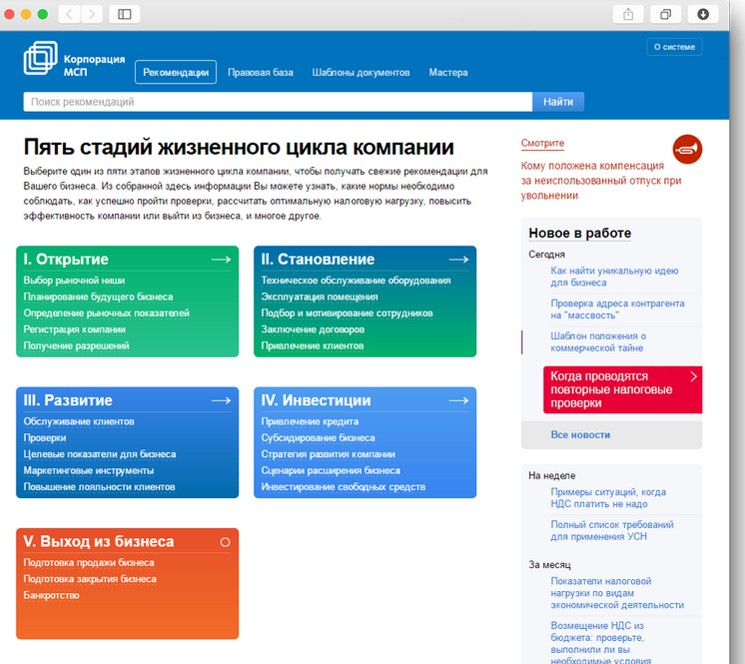 Корпорация
МСП
Рекомендации
Правовая база
Шаблоны документов
Мастера
О системе
Поиск рекомендаций
Найти
Пять стадий жизненного цикла компании
Выберите один из пяти этапов жизненного цикла компании, чтобы получать свежие рекомендации для
Вашего бизнеса. Из собранной здесь информации Вы можете узнать, какие нормы необходимо
соблюдать, как успешно пройти проверки, рассчитать оптимальную налоговую нагрузку, повысить
эффективность компании или выйти из бизнеса, и многое другое.
I. Открытие
Выбор рыночной ниши
Планирование будущего бизнеса
Определение рыночных показателей
Регистрация компании
Получение разрешений
II. Становление
Техническое обслуживание оборудования
Эксплуатация помещения
Подбор и мотивирование сотрудников
Заключение договоров
Привлечение клиентов
III. Развитие
Обслуживание клиентов
Проверки
Целевые показатели для бизнеса
Маркетинговые инструменты
Повышение лояльности клиентов
IV. Инвестиции
Привлечение кредита
Субсидирование бизнеса
Стратегия развития компании
Сценарии расширения бизнеса
Инвестирование свободных средств
V. Выход из бизнеса
Подготовка продажи бизнеса
Подготовка закрытия бизнеса
Банкротство
Смотрите
Кому положена компенсация
за неиспользованный отпуск при
увольнении
Новое в работе
Сегодня
Как найти уникальную идею
для бизнеса
Проверка адреса контрагента
на "массовость"
Шаблон положения о
коммерческой тайне
Когда проводятся
повторные налоговые
проверки
Все новости
На неделе
Примеры ситуаций, когда
НДС платить не надо
Полный список требований
для применения УСН
За месяц
Показатели налоговой
нагрузки по видам
экономической деятельности
Возмещение НДС из
бюджета: проверьте,
выполнили ли вы
необходимые условия